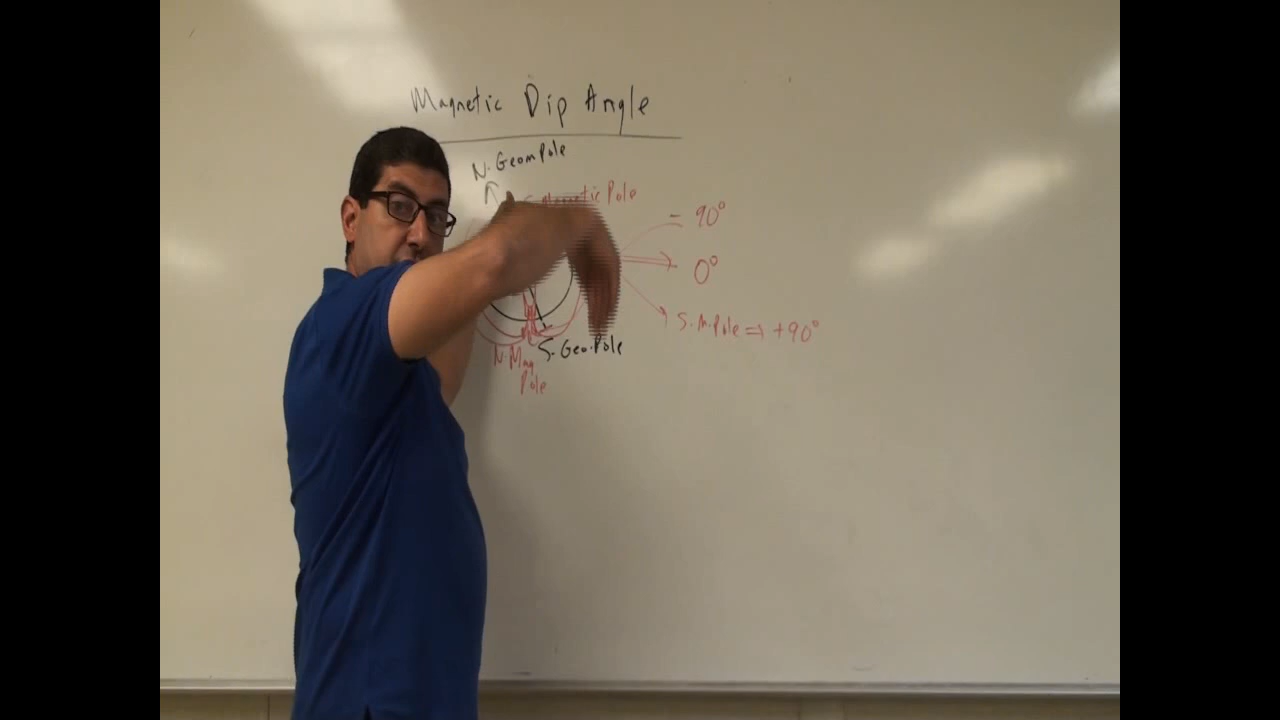 Magnetic Dip Angle
N. Geom Pole
Magnetic Pole
- 90°
0°
S. M. Pole ⇒ +90°
S. Geo. Pole
N. Mag
Pole